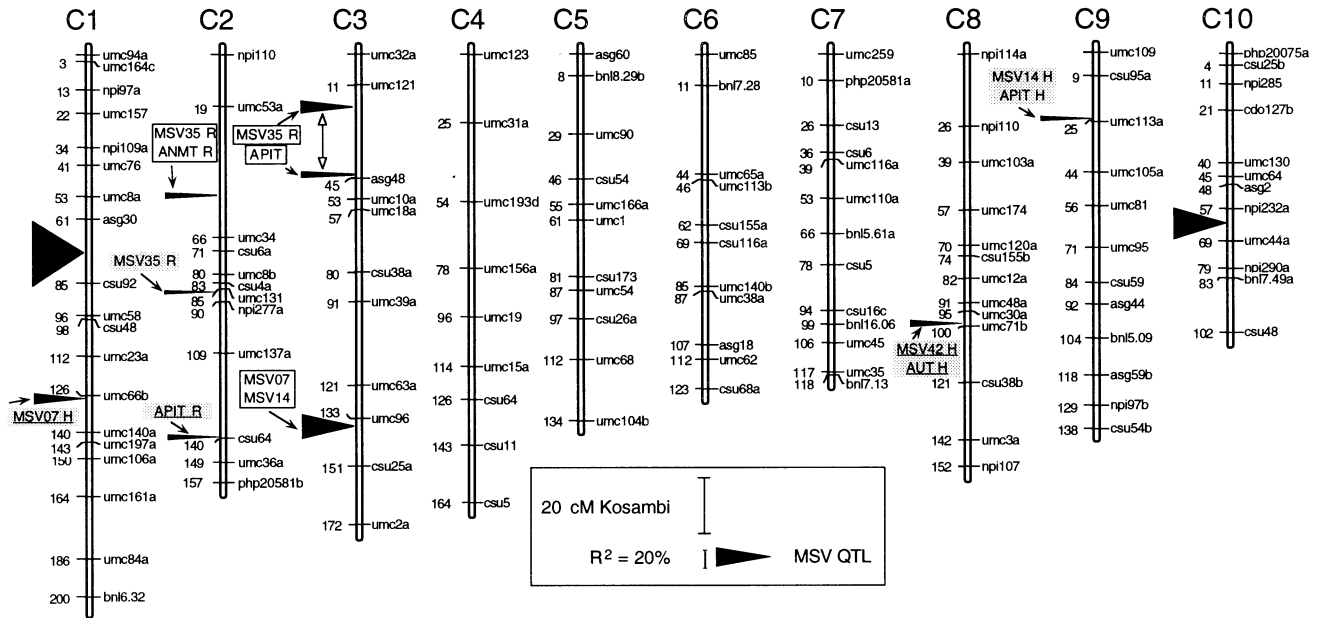 C1 C2 C3 C4 C5 C6 C7 C8 C9 C10
umc94a
3 umc164c
13 npi97a
22 umc157
34 npi109a
41 umc76
53 umc8a
61 asg30
85 csu92
96 umc58
98 csu48
112 umc23a
126 umc66b
MSV07 H
140 umc140a
143 umc197a
150 umc106a
164 umc161a
186 umc84a
200 bnl6.32
npi110
19 umc53a
MSV35 R
ANMT R
66 umc34
71 csu6a
MSV35 R
80 umc8b
83 csu4a
85 umc131
90 npi277a
109 umc137a
APIT R
140 csu64
149 umc36a
157 php20581b
umc32a
11 umc121
MSV35 R
APIT
45 asg48
53 umc10a
57 umc18a
80 csu38a
91 umc39a
121 umc63a
MSV07
MSV14
133 umc96
151 csu25a
172 umc2a
umc123
25 umc31a
54 umc193d
78 umc156a
96 umc19
114 umc15a
126 csu64
143 csu11
164 csu5
asg60
8 bnl8.29b
29 umc90
46 csu54
55 umc166a
61 umc1
81 csu173
87 umc54
97 csu26a
112 umc68
134 umc104b
umc85
11 bnl7.28
44 umc65a
46 umc113b
62 csu155a
69 csu116a
85 umc140b
87 umc38a
107 asg18
112 umc62
123 csu68a
umc259
10 php20581a
26 csu13
36 csu6
39 umc116a
53 umc110a
66 bnl5.61a
78 csu5
94 csu16c
99 bnl16.06
106 umc45
117 umc35
118 bnl7.13
npi114a
26 npi110
39 umc103a
57 umc174
70 umc120a
74 csu155b
82 umc12a
91 umc48a
95 umc30a
100 umc71b
MSV42 H
AUT H
121 csu38b
142 umc3a
152 npi107
umc109
9 csu95a
MSV14 H
APIT H
25 umc113a
44 umc105a
56 umc81
71 umc95
84 csu59
92 asg44
104 bnl5.09
118 asg59b
129 npi97b
138 csu54b
php20075a
4 csu25b
11 npi285
21 cdo127b
40 umc130
45 umc64
48 asg2
57 npi232a
69 umc44a
79 npi290a
83 bnl7.49a
102 csu48
20 cM Kosambi
R² = 20% MSV QTL